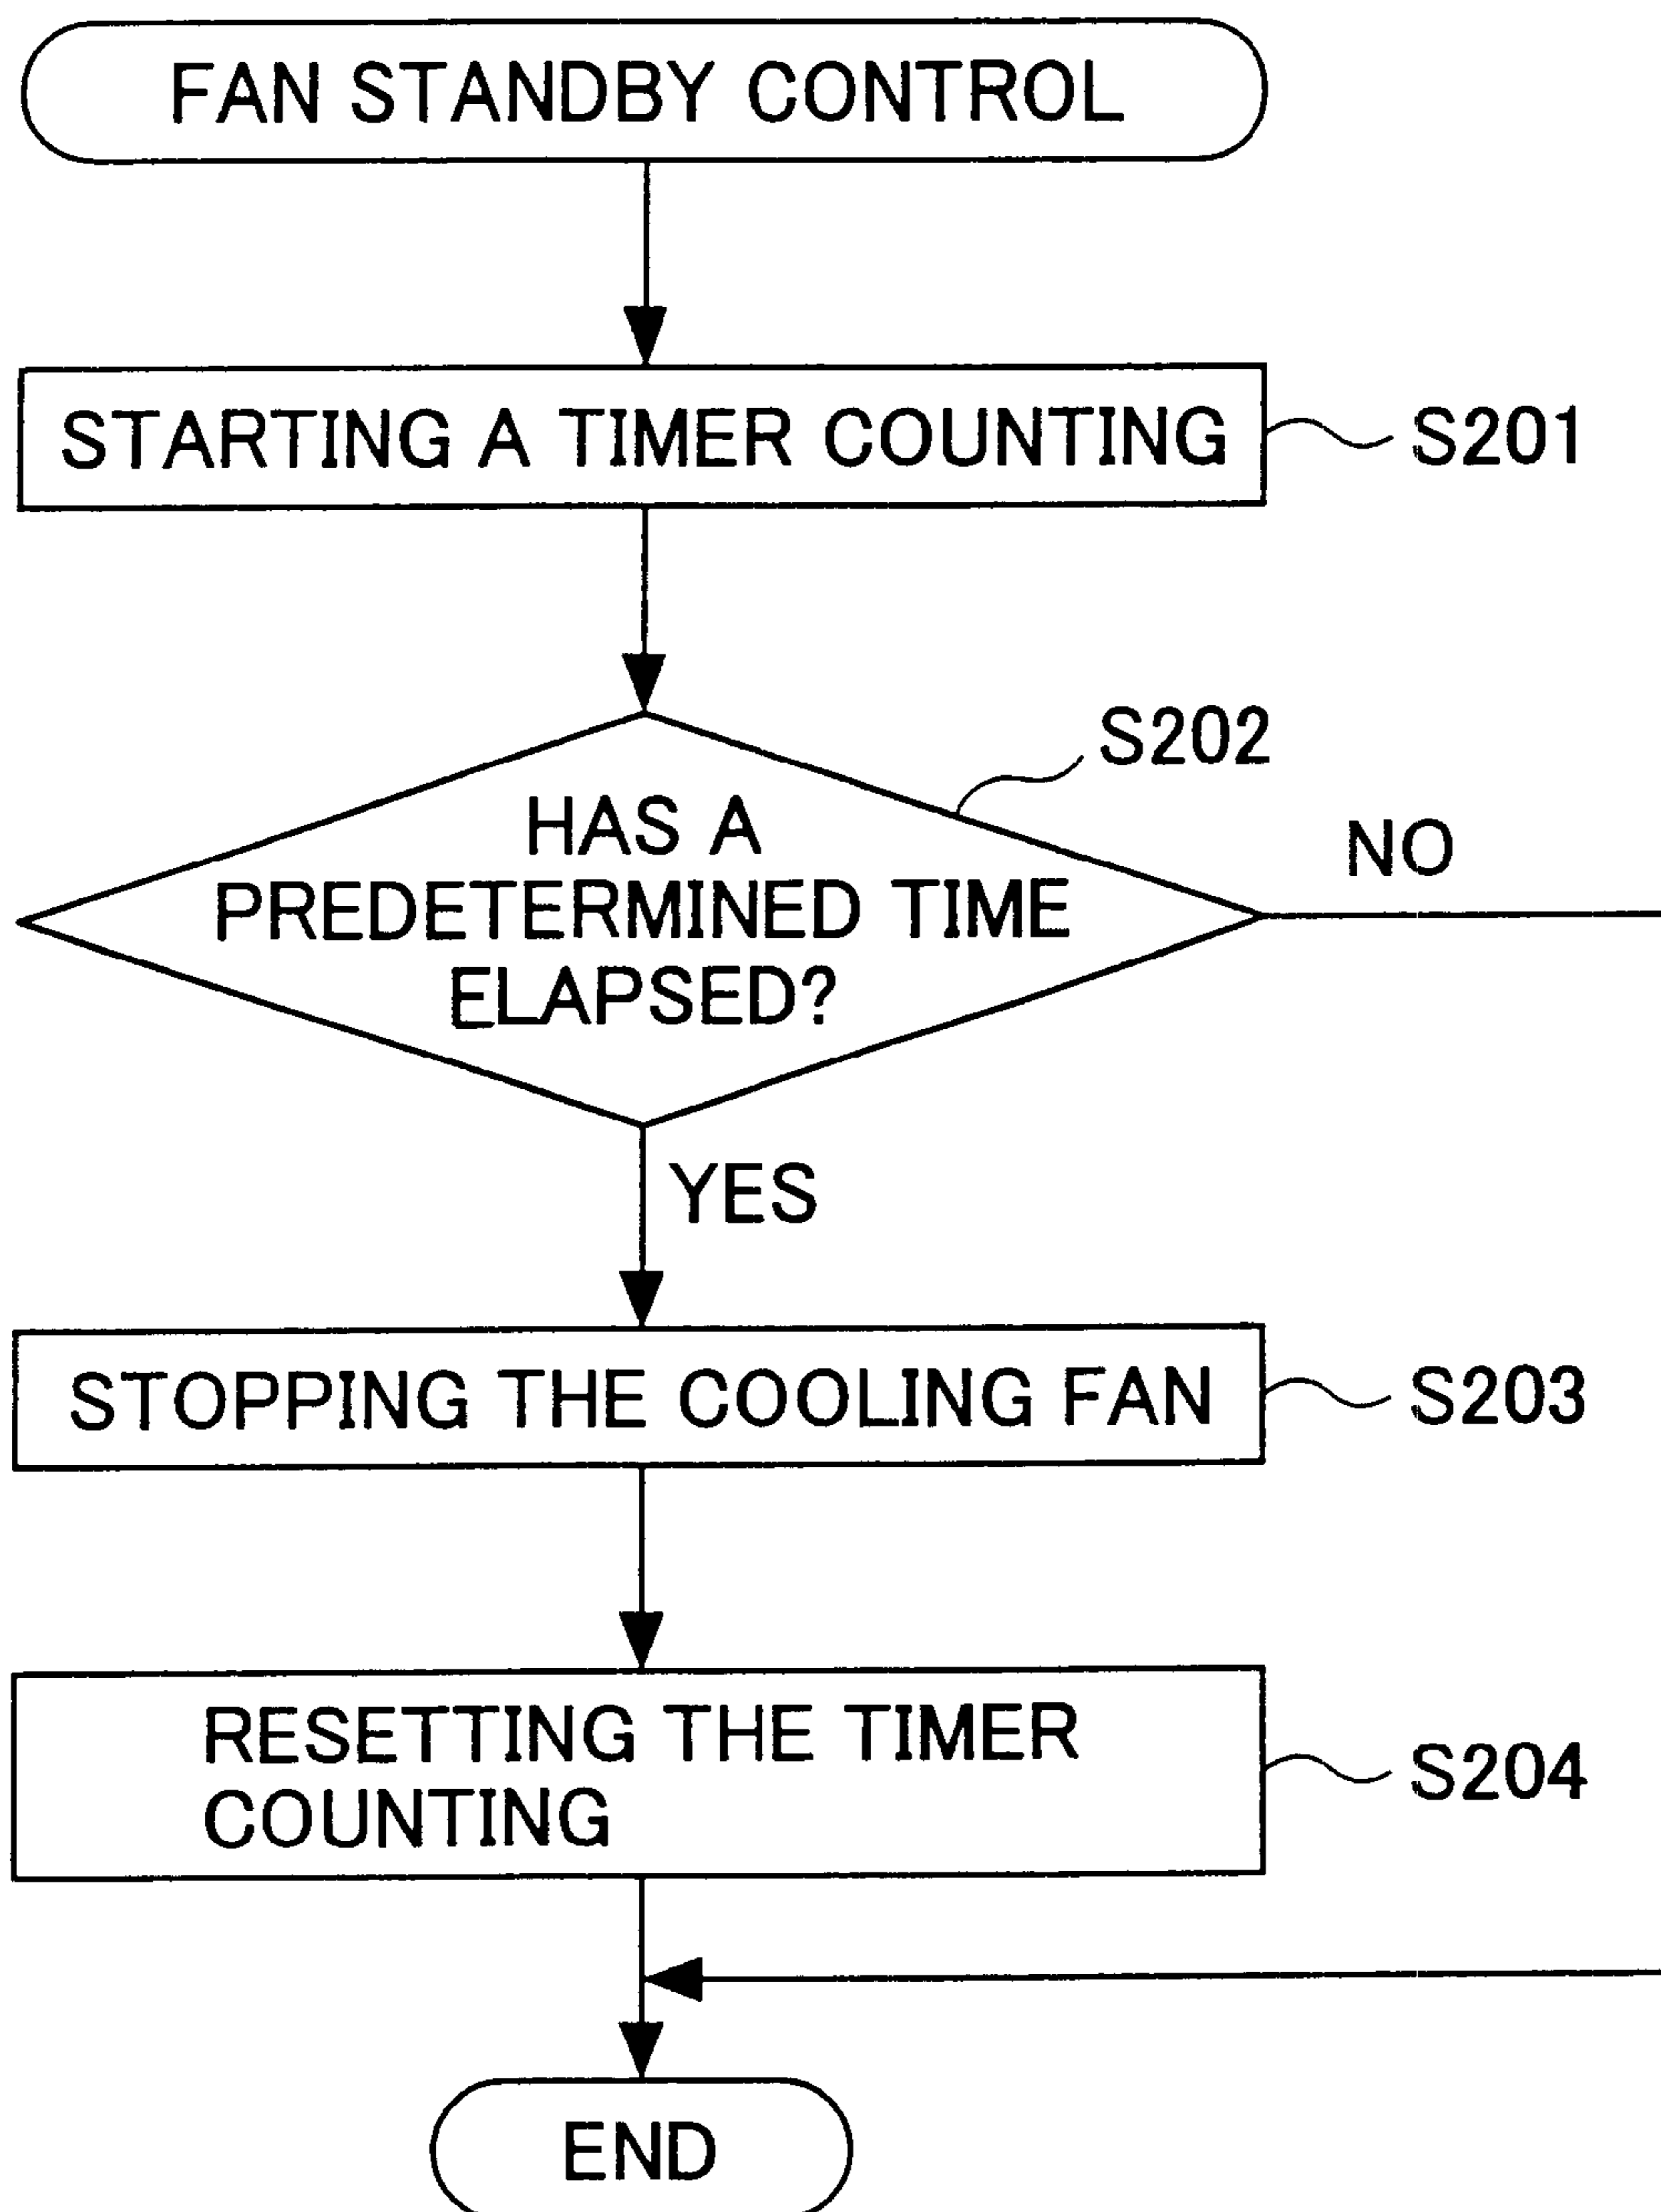 FAN STANDBY CONTROL
STARTING A TIMER COUNTING
S201
S202
HAS A
PREDETERMINED TIME
ELAPSED?
NO
YES
STOPPING THE COOLING FAN
S203
RESETTING THE TIMER
COUNTING
S204
END